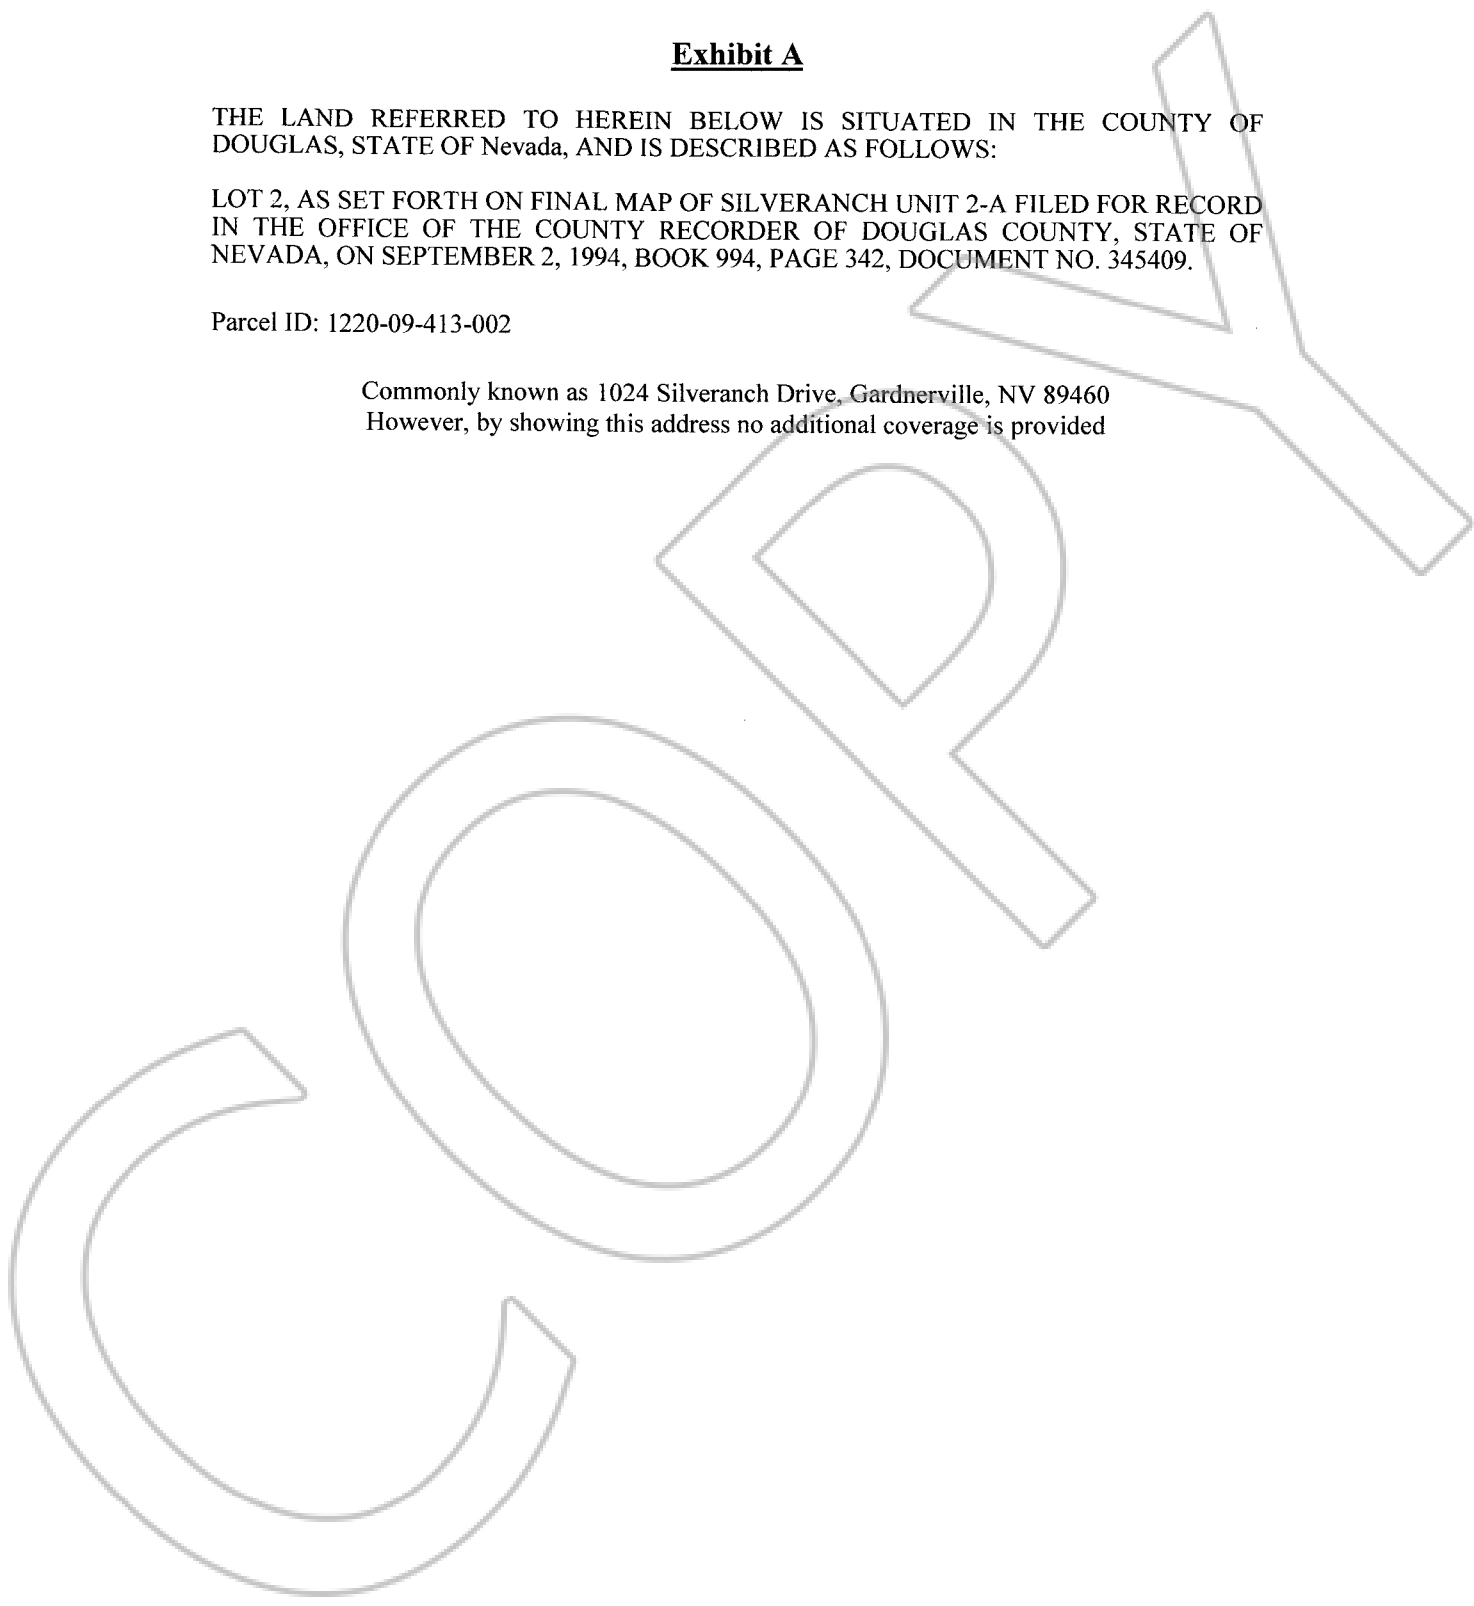 Exhibit A
THE LAND REFERRED TO HEREIN BELOW IS SITUATED IN THE COUNTY OF
DOUGLAS, STATE OF Nevada, AND IS DESCRIBED AS FOLLOWS:
LOT 2, AS SET FORTH ON FINAL MAP OF SILVERANCH UNIT 2-A FILED FOR RECORD
IN THE OFFICE OF THE COUNTY RECORDER OF DOUGLAS COUNTY, STATE OF
NEVADA, ON SEPTEMBER 2, 1994, BOOK 994, PAGE 342, DOCUMENT NO. 345409.
Parcel ID: 1220-09-413-002
Commonly known as 1024 Silveranch Drive, Gardnerville, NV 89460
However, by showing this address no additional coverage is provided
COPY